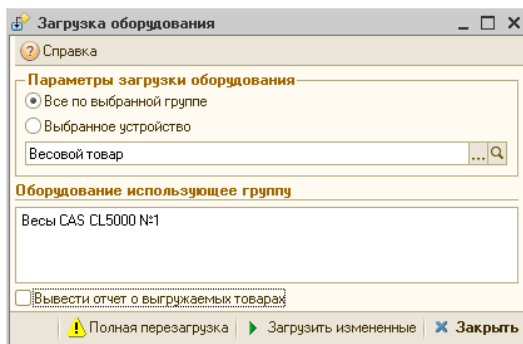 Загрузка оборудования
Справка
Параметры загрузки оборудования
Все по выбранной группе
Выбранное устройство
Весовой товар ...
Оборудование использующее группу
Весы CAS CL5000 №1
Вывести отчет о выгружаемых товарах
Полная перезагрузка Загрузить измененные Закрыть